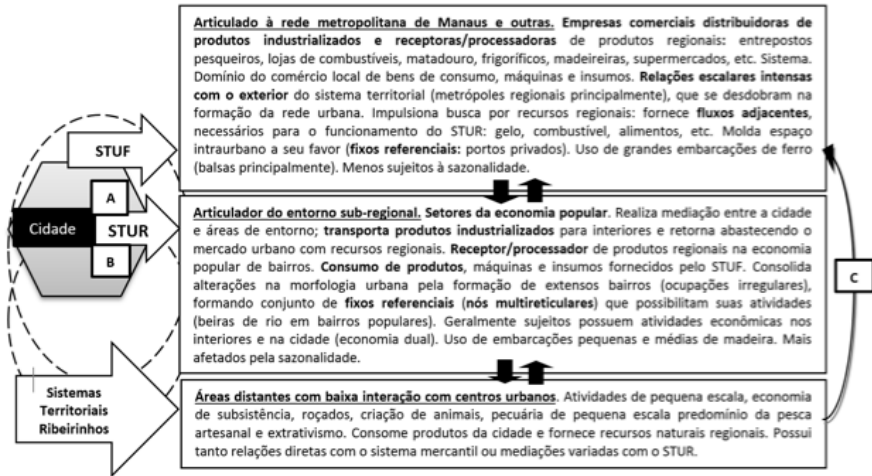 Articulado à rede metropolitana de Manaus e outras. Empresas comerciais distribuidoras de
produtos industrializados e receptoras/processadoras de produtos regionais: entrepostos
pesqueiros, lojas de combustíveis, matadouro, frigoríficos, madeireiras, supermercados, etc. Sistema.
Domínio do comércio local de bens de consumo, máquinas e insumos. Relações escalares intensas
com o exterior do sistema territorial (metrópoles regionais principalmente), que se desdobram na
formação da rede urbana. Impulsiona busca por recursos regionais: fornece fluxos adjacentes,
necessários para o funcionamento do STUR: gelo, combustível, alimentos, etc. Molda espaço
intraurbano a seu favor (fixos referenciais: portos privados). Uso de grandes embarcações de ferro
(balsas principalmente). Menos sujeitos à sazonalidade.
STUF
A
Cidade
STUR
B
Articulador do entorno sub-regional. Setores da economia popular. Realiza mediação entre a cidade
e áreas de entorno; transporta produtos industrializados para interiores e retorna abastecendo o
mercado urbano com recursos regionais. Receptor/processador de produtos regionais na economia
popular de bairros. Consumo de produtos, máquinas e insumos fornecidos pelo STUF. Consolida
alterações na morfologia urbana pela formação de extensos bairros (ocupações irregulares),
formando conjunto de fixos referenciais (nós multireticulares) que possibilitam suas atividades
(beiras de rio em bairros populares). Geralmente sujeitos possuem atividades econômicas nos
interiores e na cidade (economia dual). Uso de embarcações pequenas e médias de madeira. Mais
afetados pela sazonalidade.
C
Sistemas
Territoriais
Ribeirinhos
Áreas distantes com baixa interação com centros urbanos. Atividades de pequena escala, economia
de subsistência, roçados, criação de animais, pecuária de pequena escala predomínio da pesca
artesanal e extrativismo. Consome produtos da cidade e fornece recursos naturais regionais. Possui
tanto relações diretas com o sistema mercantil ou mediações variadas com o STUR.